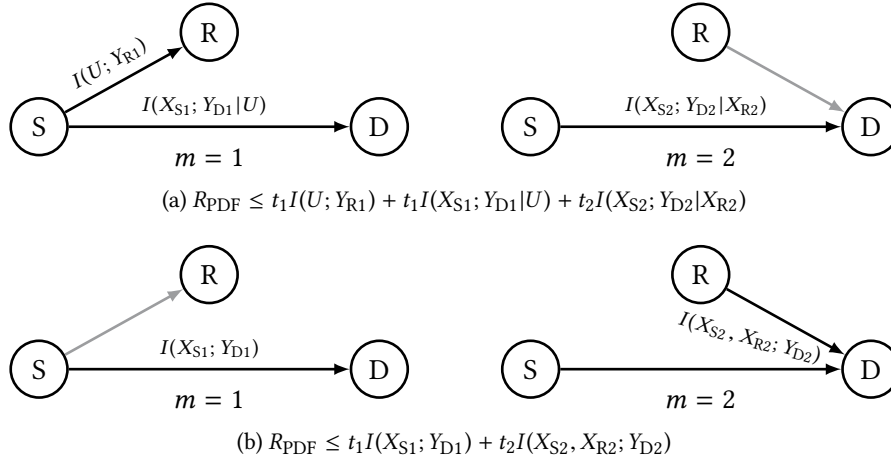 R R
I(U; Y_R1)
S I(X_S1; Y_D1|U) D S I(X_S2; Y_D2|X_R2) D
m = 1 m = 2
(a) R_PDF ≤ t_1 I(U; Y_R1) + t_1 I(X_S1; Y_D1|U) + t_2 I(X_S2; Y_D2|X_R2)
R R
I(X_S2, X_R2; Y_D2)
S I(X_S1; Y_D1) D S D
m = 1 m = 2
(b) R_PDF ≤ t_1 I(X_S1; Y_D1) + t_2 I(X_S2, X_R2; Y_D2)